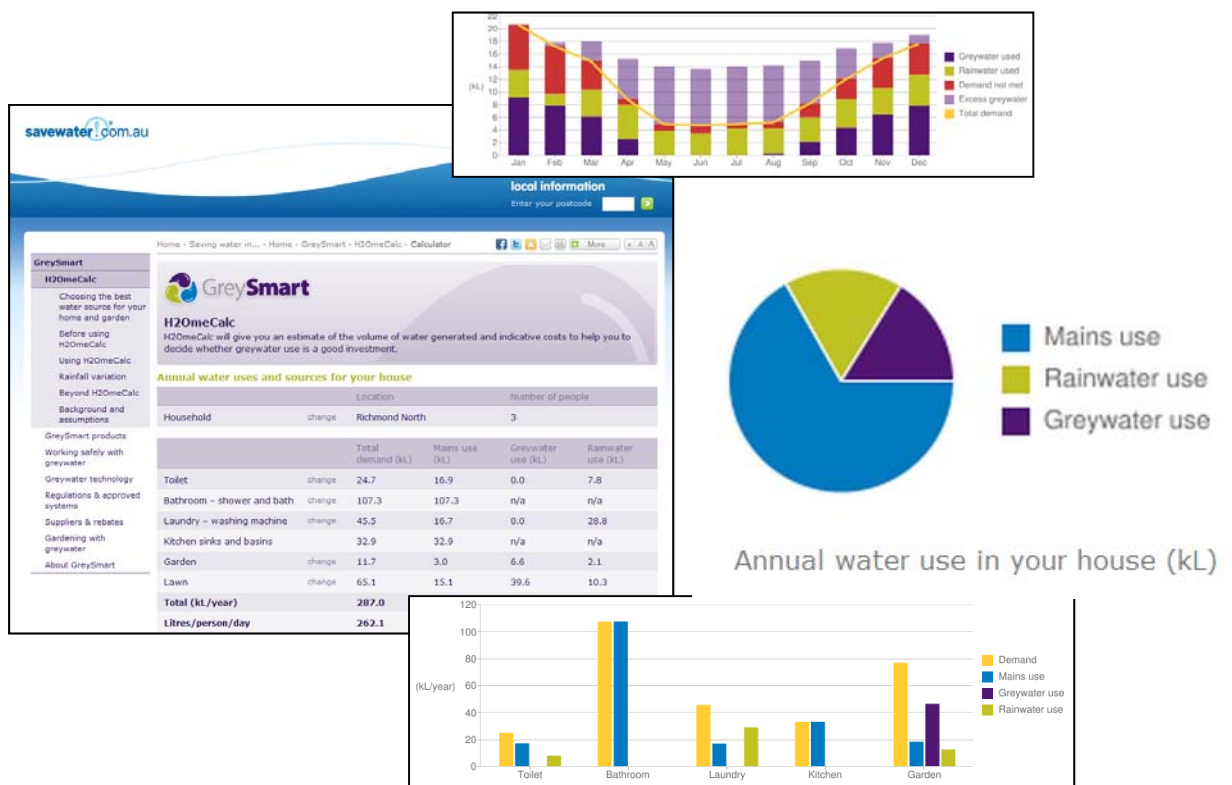 22
20
18
16
14
12
10
8
6
4
2
0
(kL)
Jan Feb Mar Apr May Jun Jul Aug Sep Oct Nov Dec
Greywater used
Rainwater used
Demand not met
Excess greywater
Total demand
savewater!com.au
local information
Enter your postcode
Home › Saving water in... › Home › GreySmart › H2OmeCalc › Calculator
More
A A A
GreySmart
H2OmeCalc
Choosing the best
water source for your
home and garden
Before using
H2OmeCalc
Using H2OmeCalc
Rainfall variation
Beyond H2OmeCalc
Background and
assumptions
GreySmart products
Working safely with
greywater
Greywater technology
Regulations & approved
systems
Suppliers & rebates
Gardening with
greywater
About GreySmart
GreySmart
H2OmeCalc
H2OmeCalc will give you an estimate of the volume of water generated and indicative costs to help you to
decide whether greywater use is a good investment.
Annual water uses and sources for your house
Location Number of people
Household change Richmond North 3
Total demand (kL) Mains use (kL) Greywater use (kL) Rainwater use (kL)
Toilet change 24.7 16.9 0.0 7.8
Bathroom – shower and bath change 107.3 107.3 n/a n/a
Laundry – washing machine change 45.5 16.7 0.0 28.8
Kitchen sinks and basins 32.9 32.9 n/a n/a
Garden change 11.7 3.0 6.6 2.1
Lawn change 65.1 15.1 39.6 10.3
Total (kL/year) 287.0
Litres/person/day 262.1
Mains use
Rainwater use
Greywater use
Annual water use in your house (kL)
120
100
80
60
40
20
0
(kL/year)
Toilet Bathroom Laundry Kitchen Garden
Demand
Mains use
Greywater use
Rainwater use